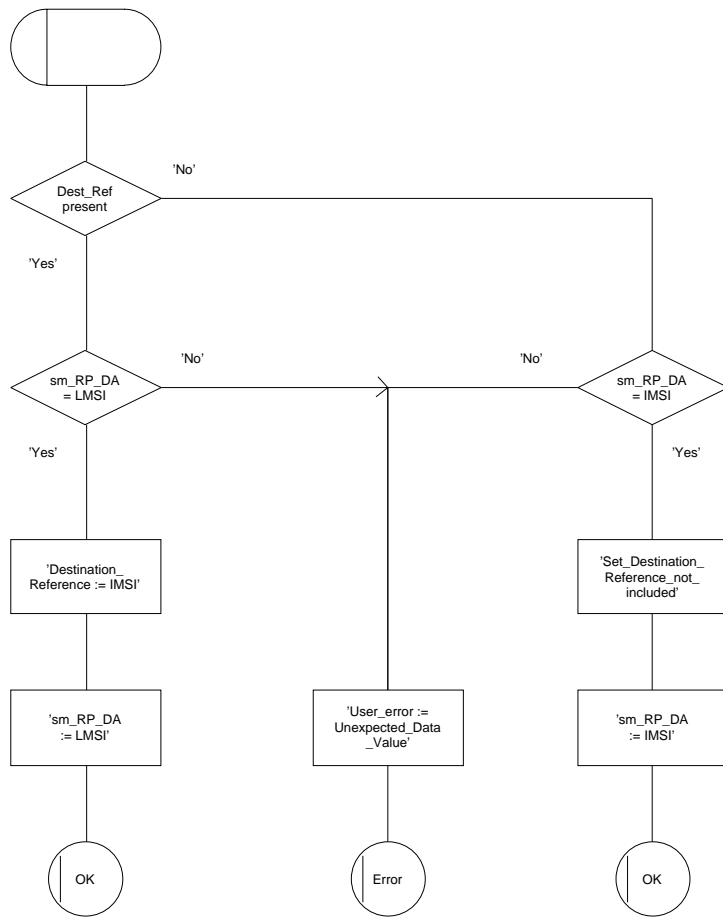 ’No’
Dest_Ref
present
’Yes’
’No’
’No’
sm_RP_DA
= LMSI
sm_RP_DA
= IMSI
’Yes’
’Yes’
’Destination_
Reference := IMSI’
’Set_Destination_
Reference_not_
included’
’sm_RP_DA
:= LMSI’
’User_error :=
Unexpected_Data
_Value’
’sm_RP_DA
:= IMSI’
OK
Error
OK